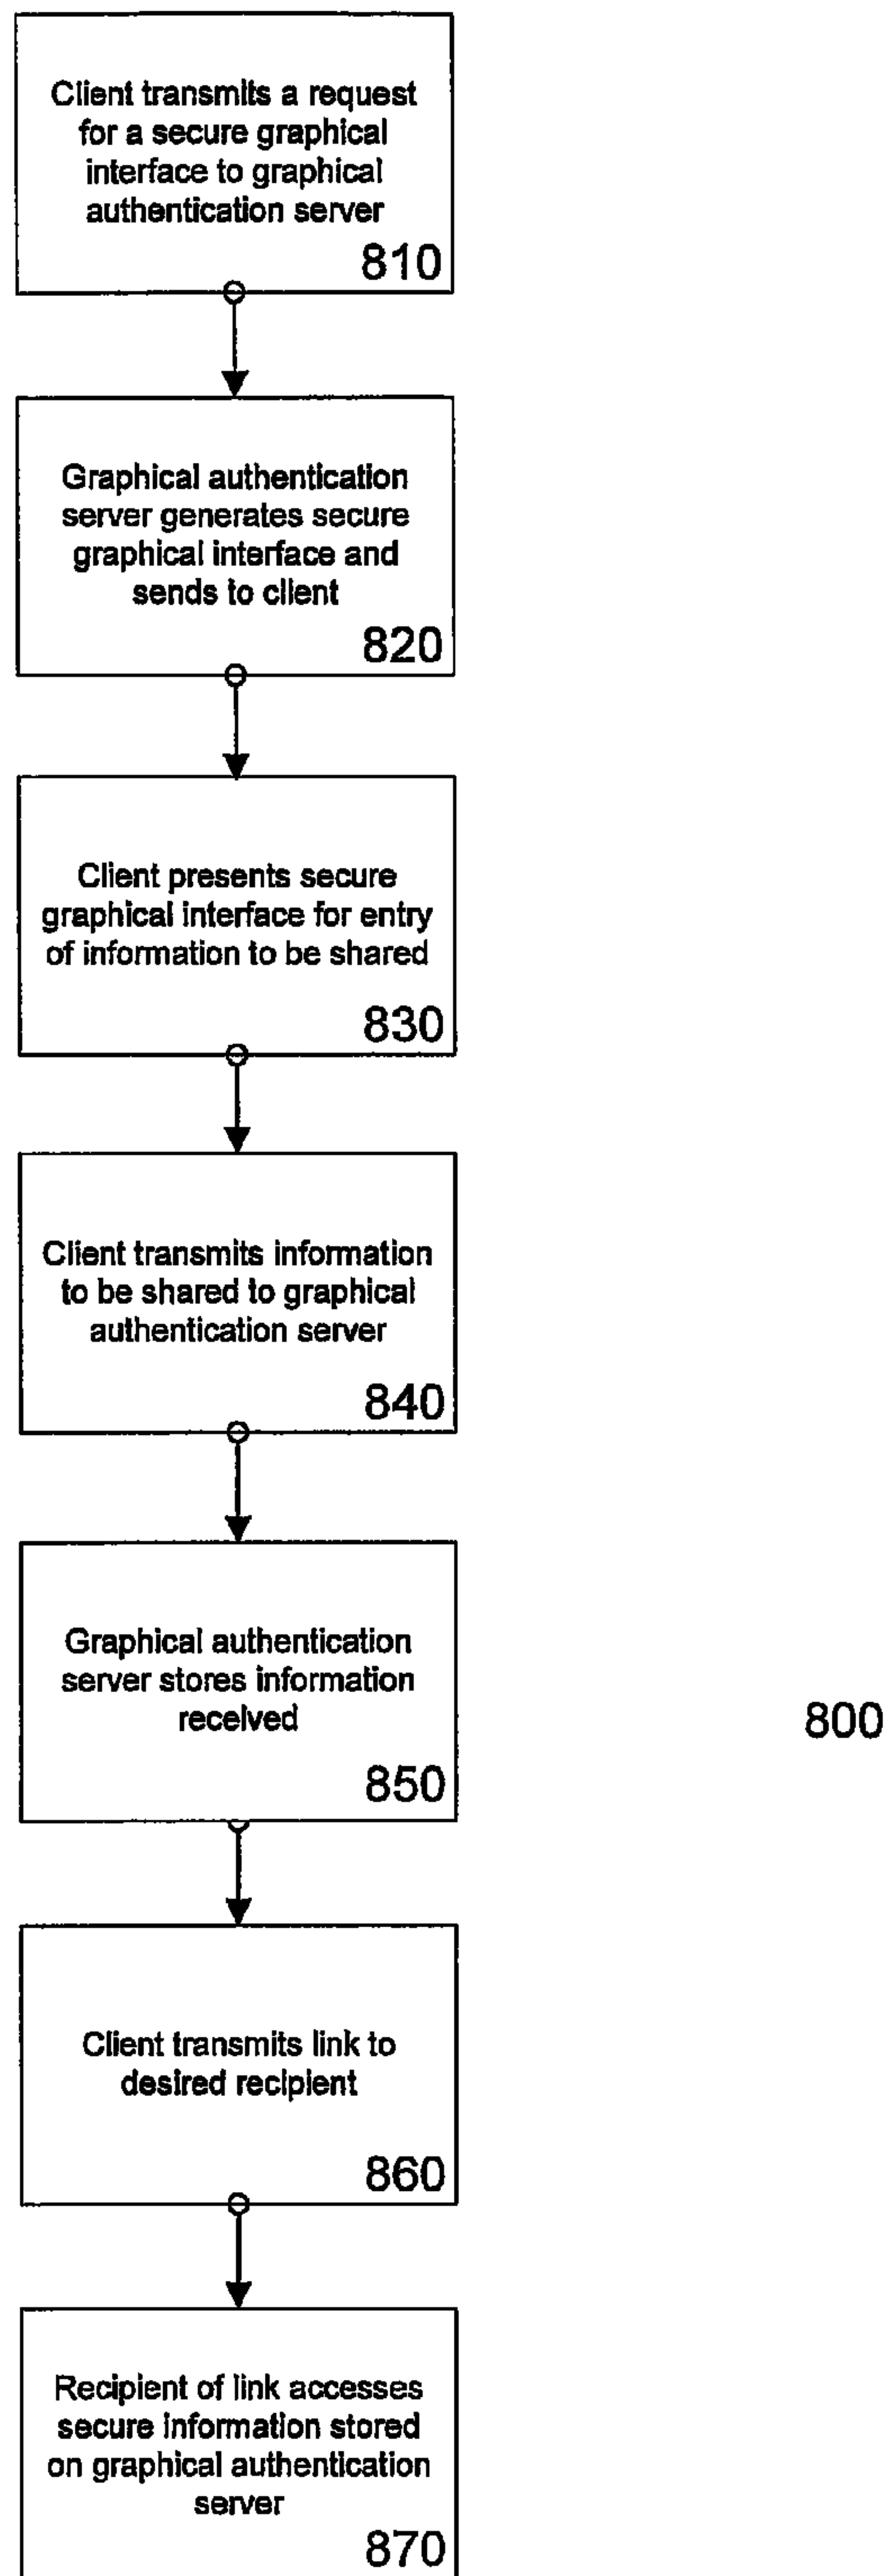 Client transmits a request
for a secure graphical
interface to graphical
authentication server
810
Graphical authentication
server generates secure
graphical interface and
sends to client
820
Client presents secure
graphical interface for entry
of information to be shared
830
Client transmits information
to be shared to graphical
authentication server
840
Graphical authentication
server stores information
received
850
800
Client transmits link to
desired recipient
860
Recipient of link accesses
secure information stored
on graphical authentication
server
870